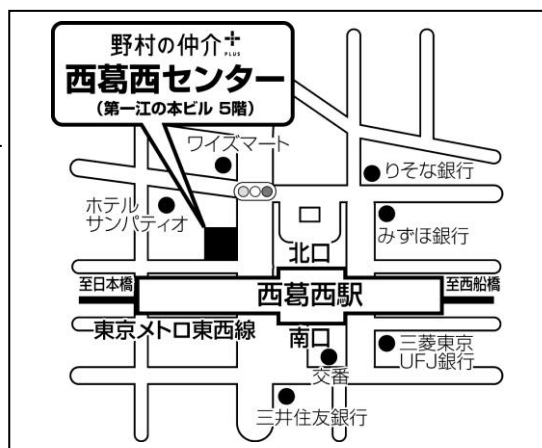 野村の仲介+
PLUS
西葛西センター
(第一江の本ビル 5階)
ワイズマート
りそな銀行
ホテル
サンパティオ
みずほ銀行
北口
至日本橋
西葛西駅
至西船橋
東京メトロ東西線
南口
三菱東京
UFJ銀行
交番
三井住友銀行